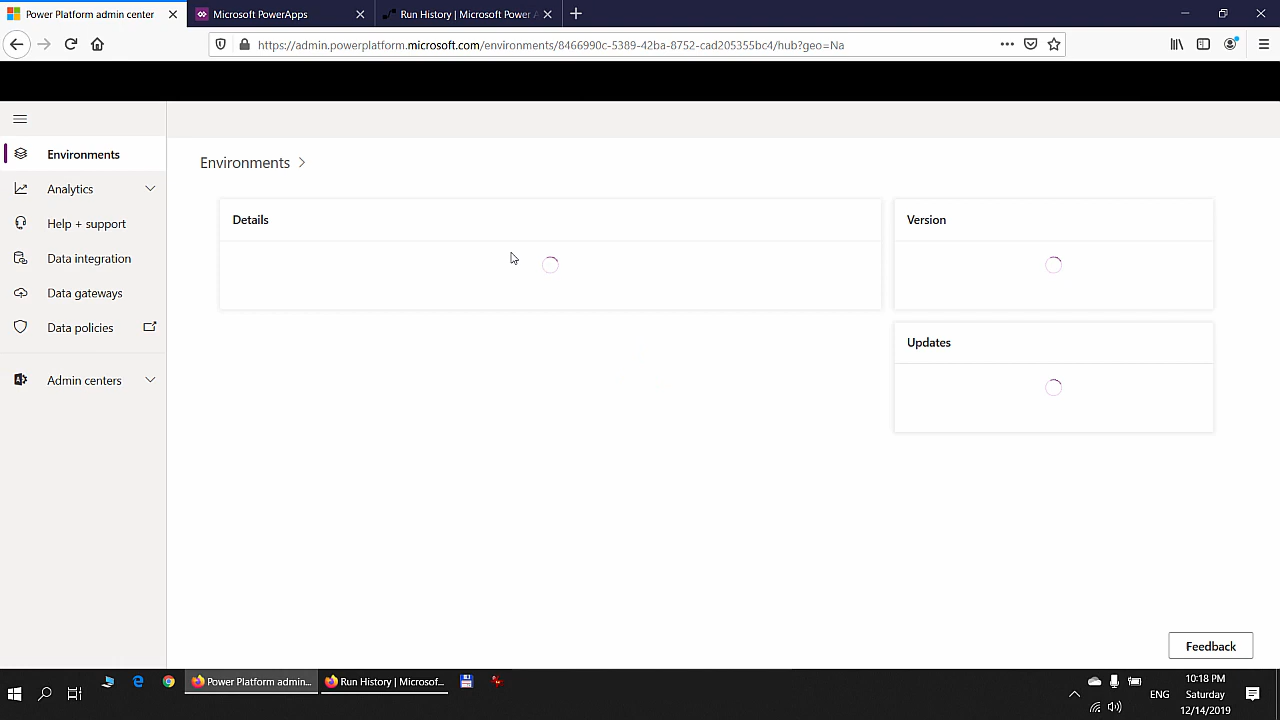 Power Platform admin center
Microsoft PowerApps
Run History | Microsoft Power A
https://admin.powerplatform.microsoft.com/environments/8466990c-5389-42ba-8752-cad205355bc4/hub?geo=Na
Environments
Analytics
Help + support
Data integration
Data gateways
Data policies
Admin centers
Environments >
Details
Version
Updates
Feedback
Power Platform admin...
Run History | Microsof...
ENG
10:18 PM
Saturday
12/14/2019